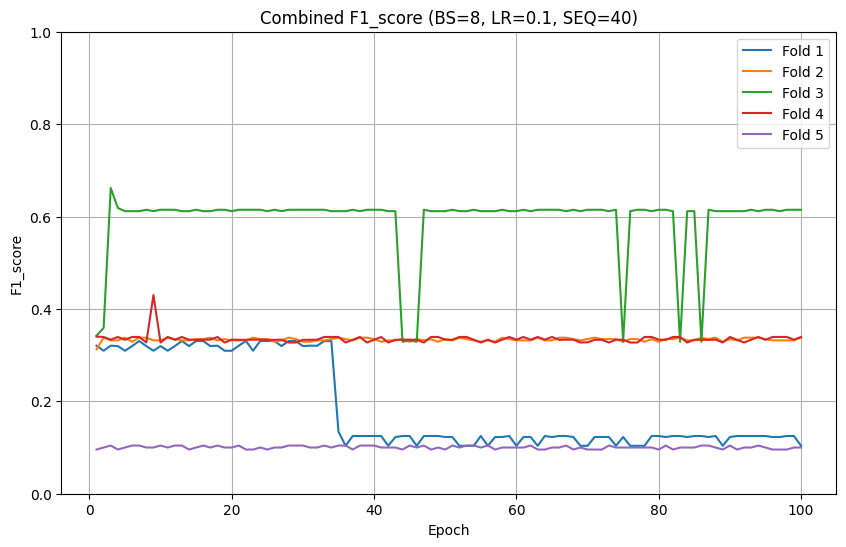 Combined F1_score (BS=8, LR=0.1, SEQ=40)
F1_score
1.0
0.8
0.6
0.4
0.2
0.0
0
20
40
60
80
100
Epoch
Fold 1
Fold 2
Fold 3
Fold 4
Fold 5